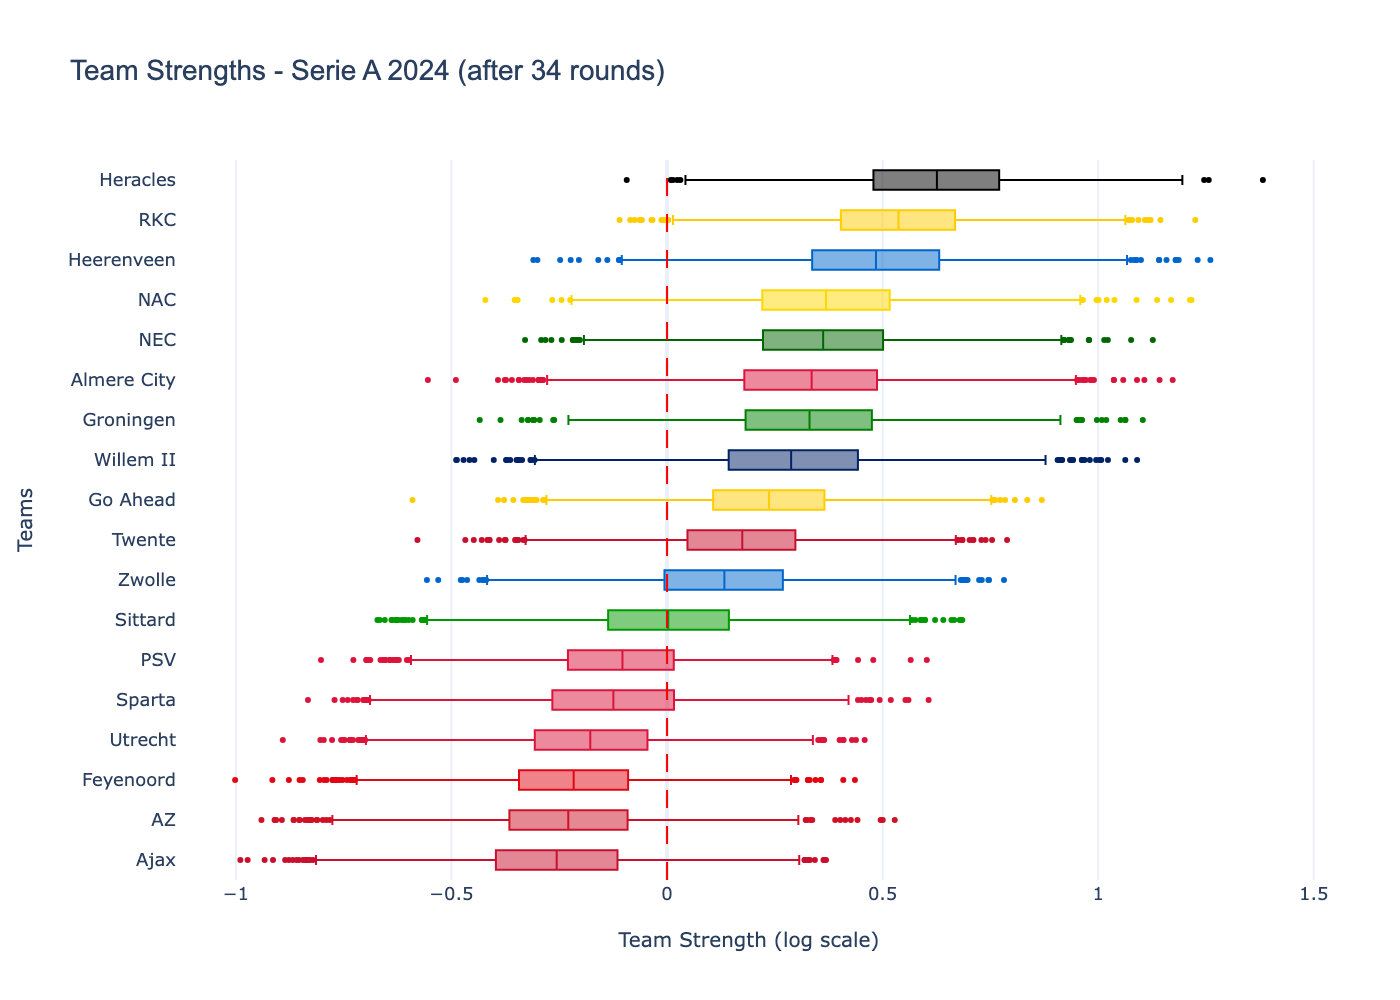 Team Strengths - Serie A 2024 (after 34 rounds)
Teams
Heracles
RKC
Heerenveen
NAC
NEC
Almere City
Groningen
Willem II
Go Ahead
Twente
Zwolle
Sittard
PSV
Sparta
Utrecht
Feyenoord
AZ
Ajax
−1 −0.5 0 0.5 1 1.5
Team Strength (log scale)